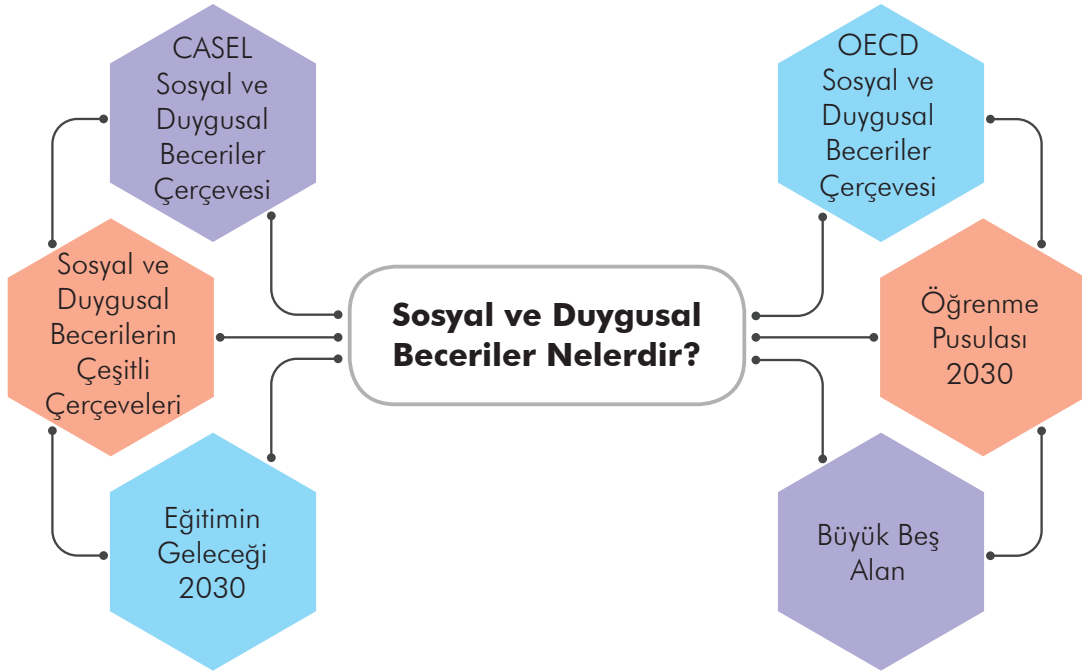 CASEL
Sosyal ve
Duygusal
Beceriler
Çerçevesi
Sosyal ve
Duygusal
Becerilerin
Çeşitli
Çerçeveleri
Eğitimin
Geleceği
2030
Sosyal ve Duygusal
Beceriler Nelerdir?
OECD
Sosyal ve
Duygusal
Beceriler
Çerçevesi
Öğrenme
Pusulası
2030
Büyük Beş
Alan